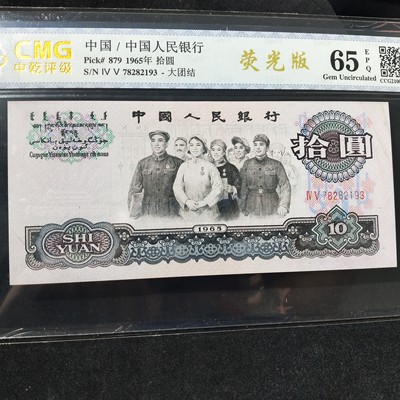 CMG
中乾评级
中国 / 中国人民银行
Pick# 879 1965年 拾圆
S/N IV V 78282193 - 大团结
荧光版
65
EPQ
Gem Uncirculated
中国人民银行
拾圓
IV V 78282193
SHI
YUAN
1965
10